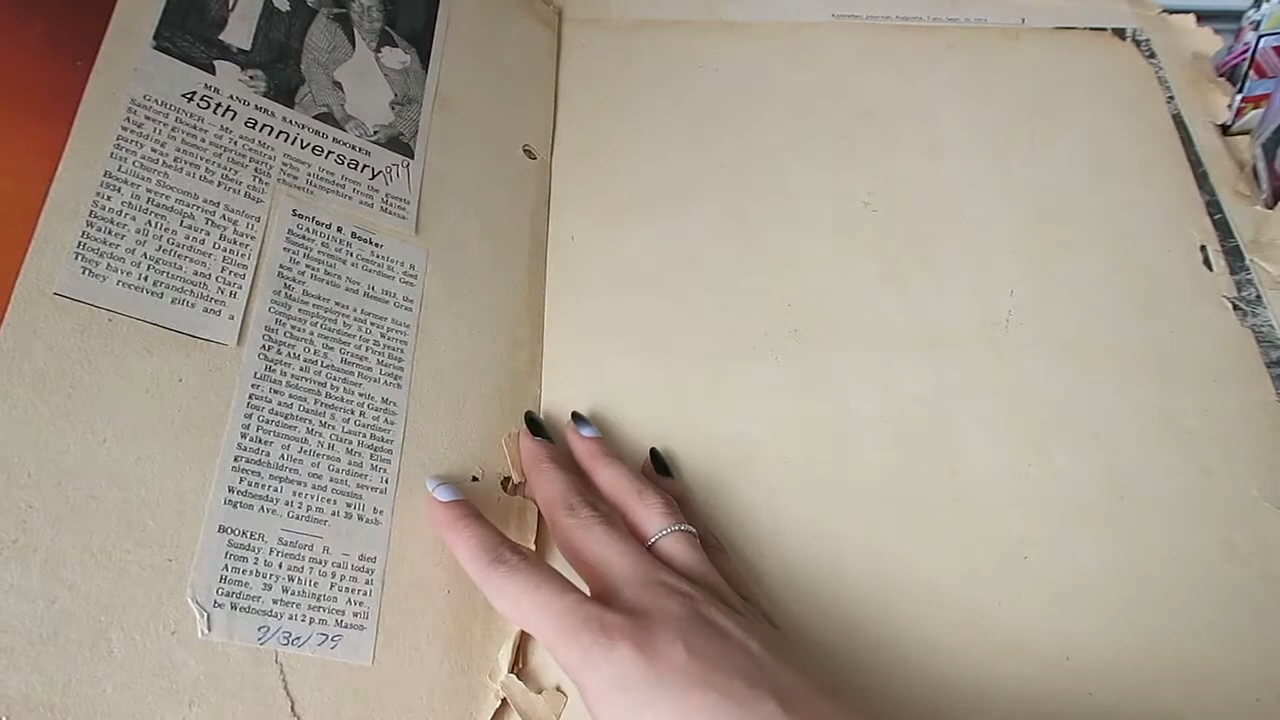 Kennebec Journal, Augusta, Tues., Sept.
MR. AND MRS. SANFORD BOOKER
45th anniversary
1979
GARDINER — Mr. and Mrs.
Sanford Booker of 74 Central
St. were given a surprise party
Aug. 11 in honor of their 45th
wedding anniversary. The
party was given by their chil-
dren and held at the First Bap-
tist Church.
Lillian Slocomb and Sanford
Booker were married Aug. 11,
1934, in Randolph. They have
six children, Laura Buker,
Sandra Allen and Daniel
Booker, all of Gardiner; Ellen
Walker of Jefferson; Fred
Booker of Augusta; and Clara
Hodgdon of Portsmouth, N.H.
They have 14 grandchildren.
They received gifts and a
money tree from the guests
who attended from Maine,
New Hampshire and Massa-
chusetts.
Sanford R. Booker
GARDINER — Sanford R.
Booker, 65, of 74 Central St., died
Sunday evening at Gardiner Gen-
eral Hospital.
He was born Nov. 14, 1913, the
son of Horatio and Hennie Gran
Booker.
Mr. Booker was a former State
of Maine employee and was previ-
ously employed by S.D. Warren
Company of Gardiner for 25 years.
He was a member of First Bap-
tist Church, the Grange, Marion
Chapter O.E.S., Hermon Lodge
AF & AM and Lebanon Royal Arch
Chapter, all of Gardiner.
He is survived by his wife, Mrs.
Lillian Solcomb Booker of Gardin-
er; two sons, Frederick R. of Au-
gusta and Daniel S. of Gardiner;
four daughters, Mrs. Laura Buker
of Gardiner, Mrs. Clara Hodgdon
of Portsmouth, N.H., Mrs. Ellen
Walker of Jefferson and Mrs.
Sandra Allen of Gardiner; 14
grandchildren, one aunt, several
nieces, nephews and cousins.
Funeral services will be
Wednesday at 2 p.m. at 39 Wash-
ington Ave., Gardiner.
BOOKER, Sanford R. — died
Sunday. Friends may call today
from 2 to 4 and 7 to 9 p.m. at
Amesbury-White Funeral
Home, 39 Washington Ave.,
Gardiner, where services will
be Wednesday at 2 p.m. Mason-
9/30/79